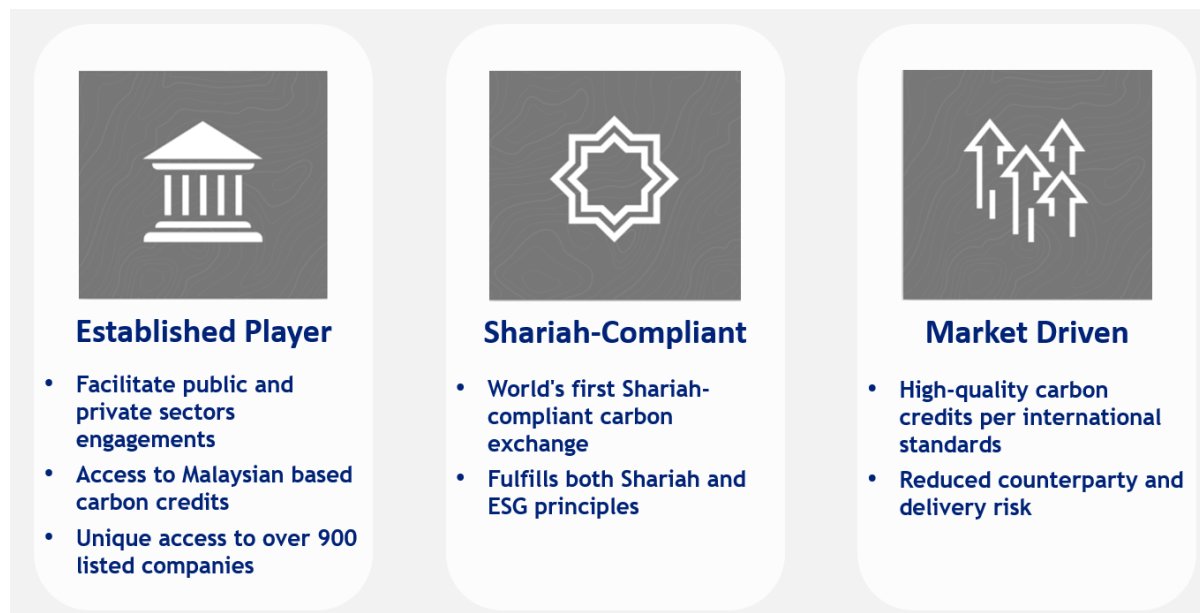 Established Player
• Facilitate public and
private sectors
engagements
• Access to Malaysian based
carbon credits
• Unique access to over 900
listed companies
Shariah-Compliant
• World's first Shariah-
compliant carbon
exchange
• Fulfills both Shariah and
ESG principles
Market Driven
• High-quality carbon
credits per international
standards
• Reduced counterparty and
delivery risk